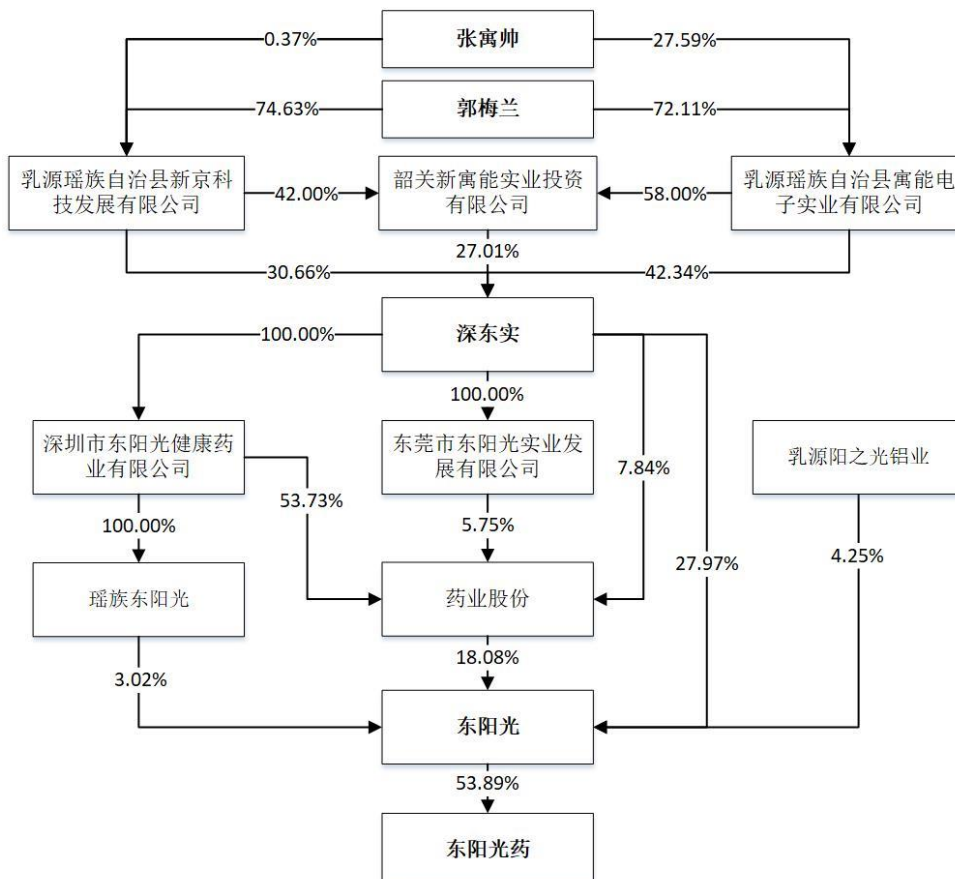 0.37%
张寓帅
27.59%
74.63%
郭梅兰
72.11%
乳源瑶族自治县新京科
技发展有限公司
42.00%
韶关新寓能实业投资
有限公司
58.00%
乳源瑶族自治县寓能电
子实业有限公司
27.01%
30.66%
42.34%
100.00%
深东实
100.00%
深圳市东阳光健康药
业有限公司
东莞市东阳光实业发
展有限公司
7.84%
乳源阳之光铝业
53.73%
100.00%
5.75%
27.97%
4.25%
瑶族东阳光
药业股份
18.08%
3.02%
东阳光
53.89%
东阳光药